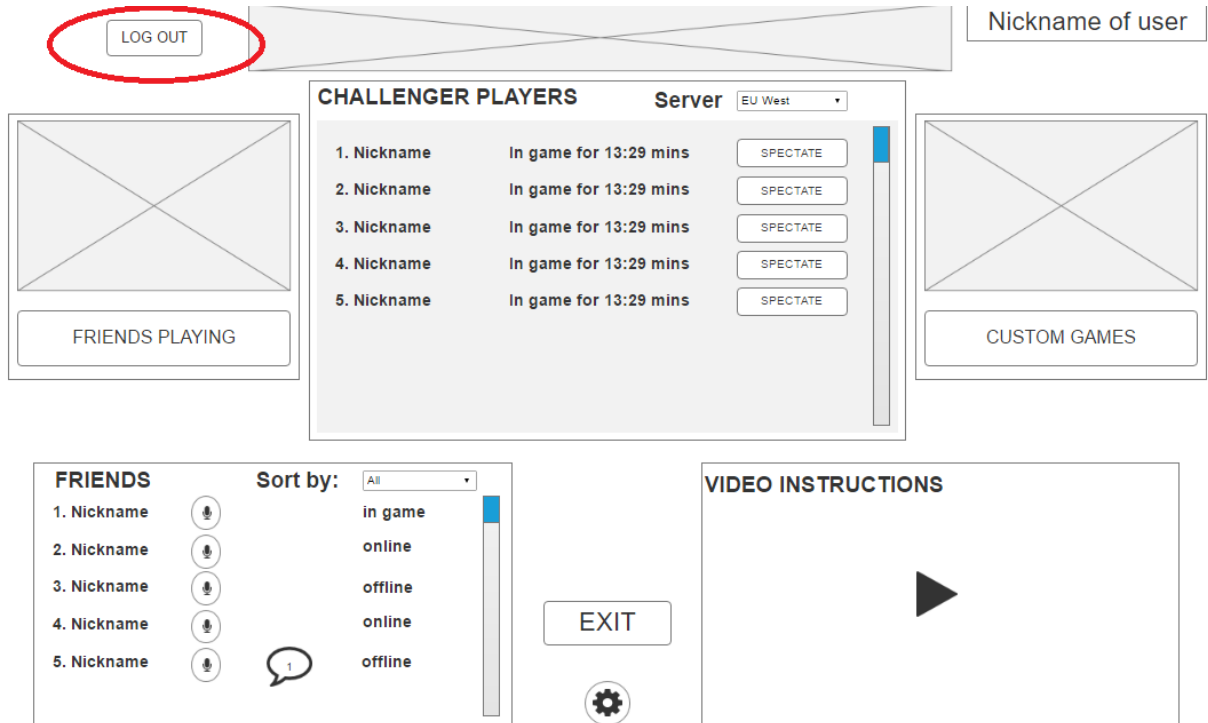 LOG OUT
Nickname of user
CHALLENGER PLAYERS Server EU West
1. Nickname In game for 13:29 mins SPECTATE
2. Nickname In game for 13:29 mins SPECTATE
3. Nickname In game for 13:29 mins SPECTATE
4. Nickname In game for 13:29 mins SPECTATE
5. Nickname In game for 13:29 mins SPECTATE
FRIENDS PLAYING
CUSTOM GAMES
FRIENDS Sort by: All
1. Nickname in game
2. Nickname online
3. Nickname offline
4. Nickname online
5. Nickname 1 offline
EXIT
VIDEO INSTRUCTIONS